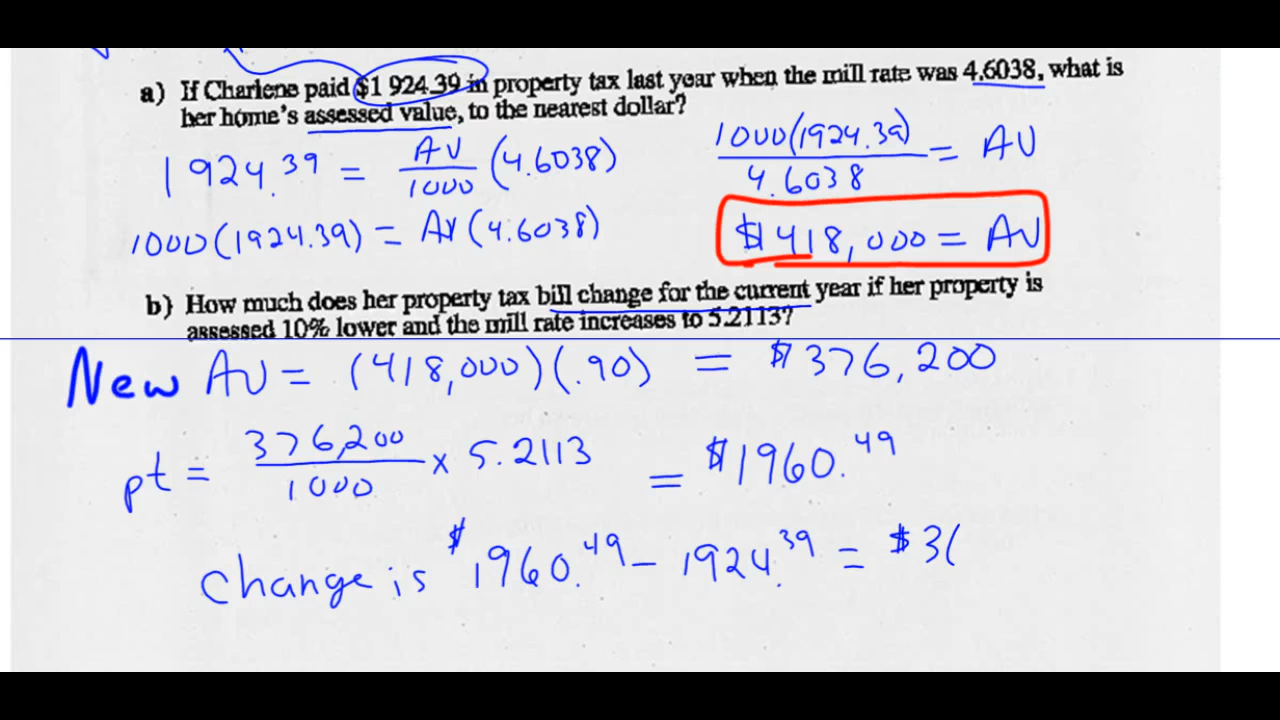 a) If Charlene paid $1 924.39 in property tax last year when the mill rate was 4.6038, what is
her home's assessed value, to the nearest dollar?
1924.39 = AV/1000 (4.6038)
1000(1924.39) = AV(4.6038)
1000(1924.39)/4.6038 = AV
$418,000 = AV
b) How much does her property tax bill change for the current year if her property is
assessed 10% lower and the mill rate increases to 5.2113?
New AV = (418,000)(.90) = $376,200
pt = 376,200/1000 x 5.2113 = $1960.49
Change is $1960.49 - 1924.39 = $3(